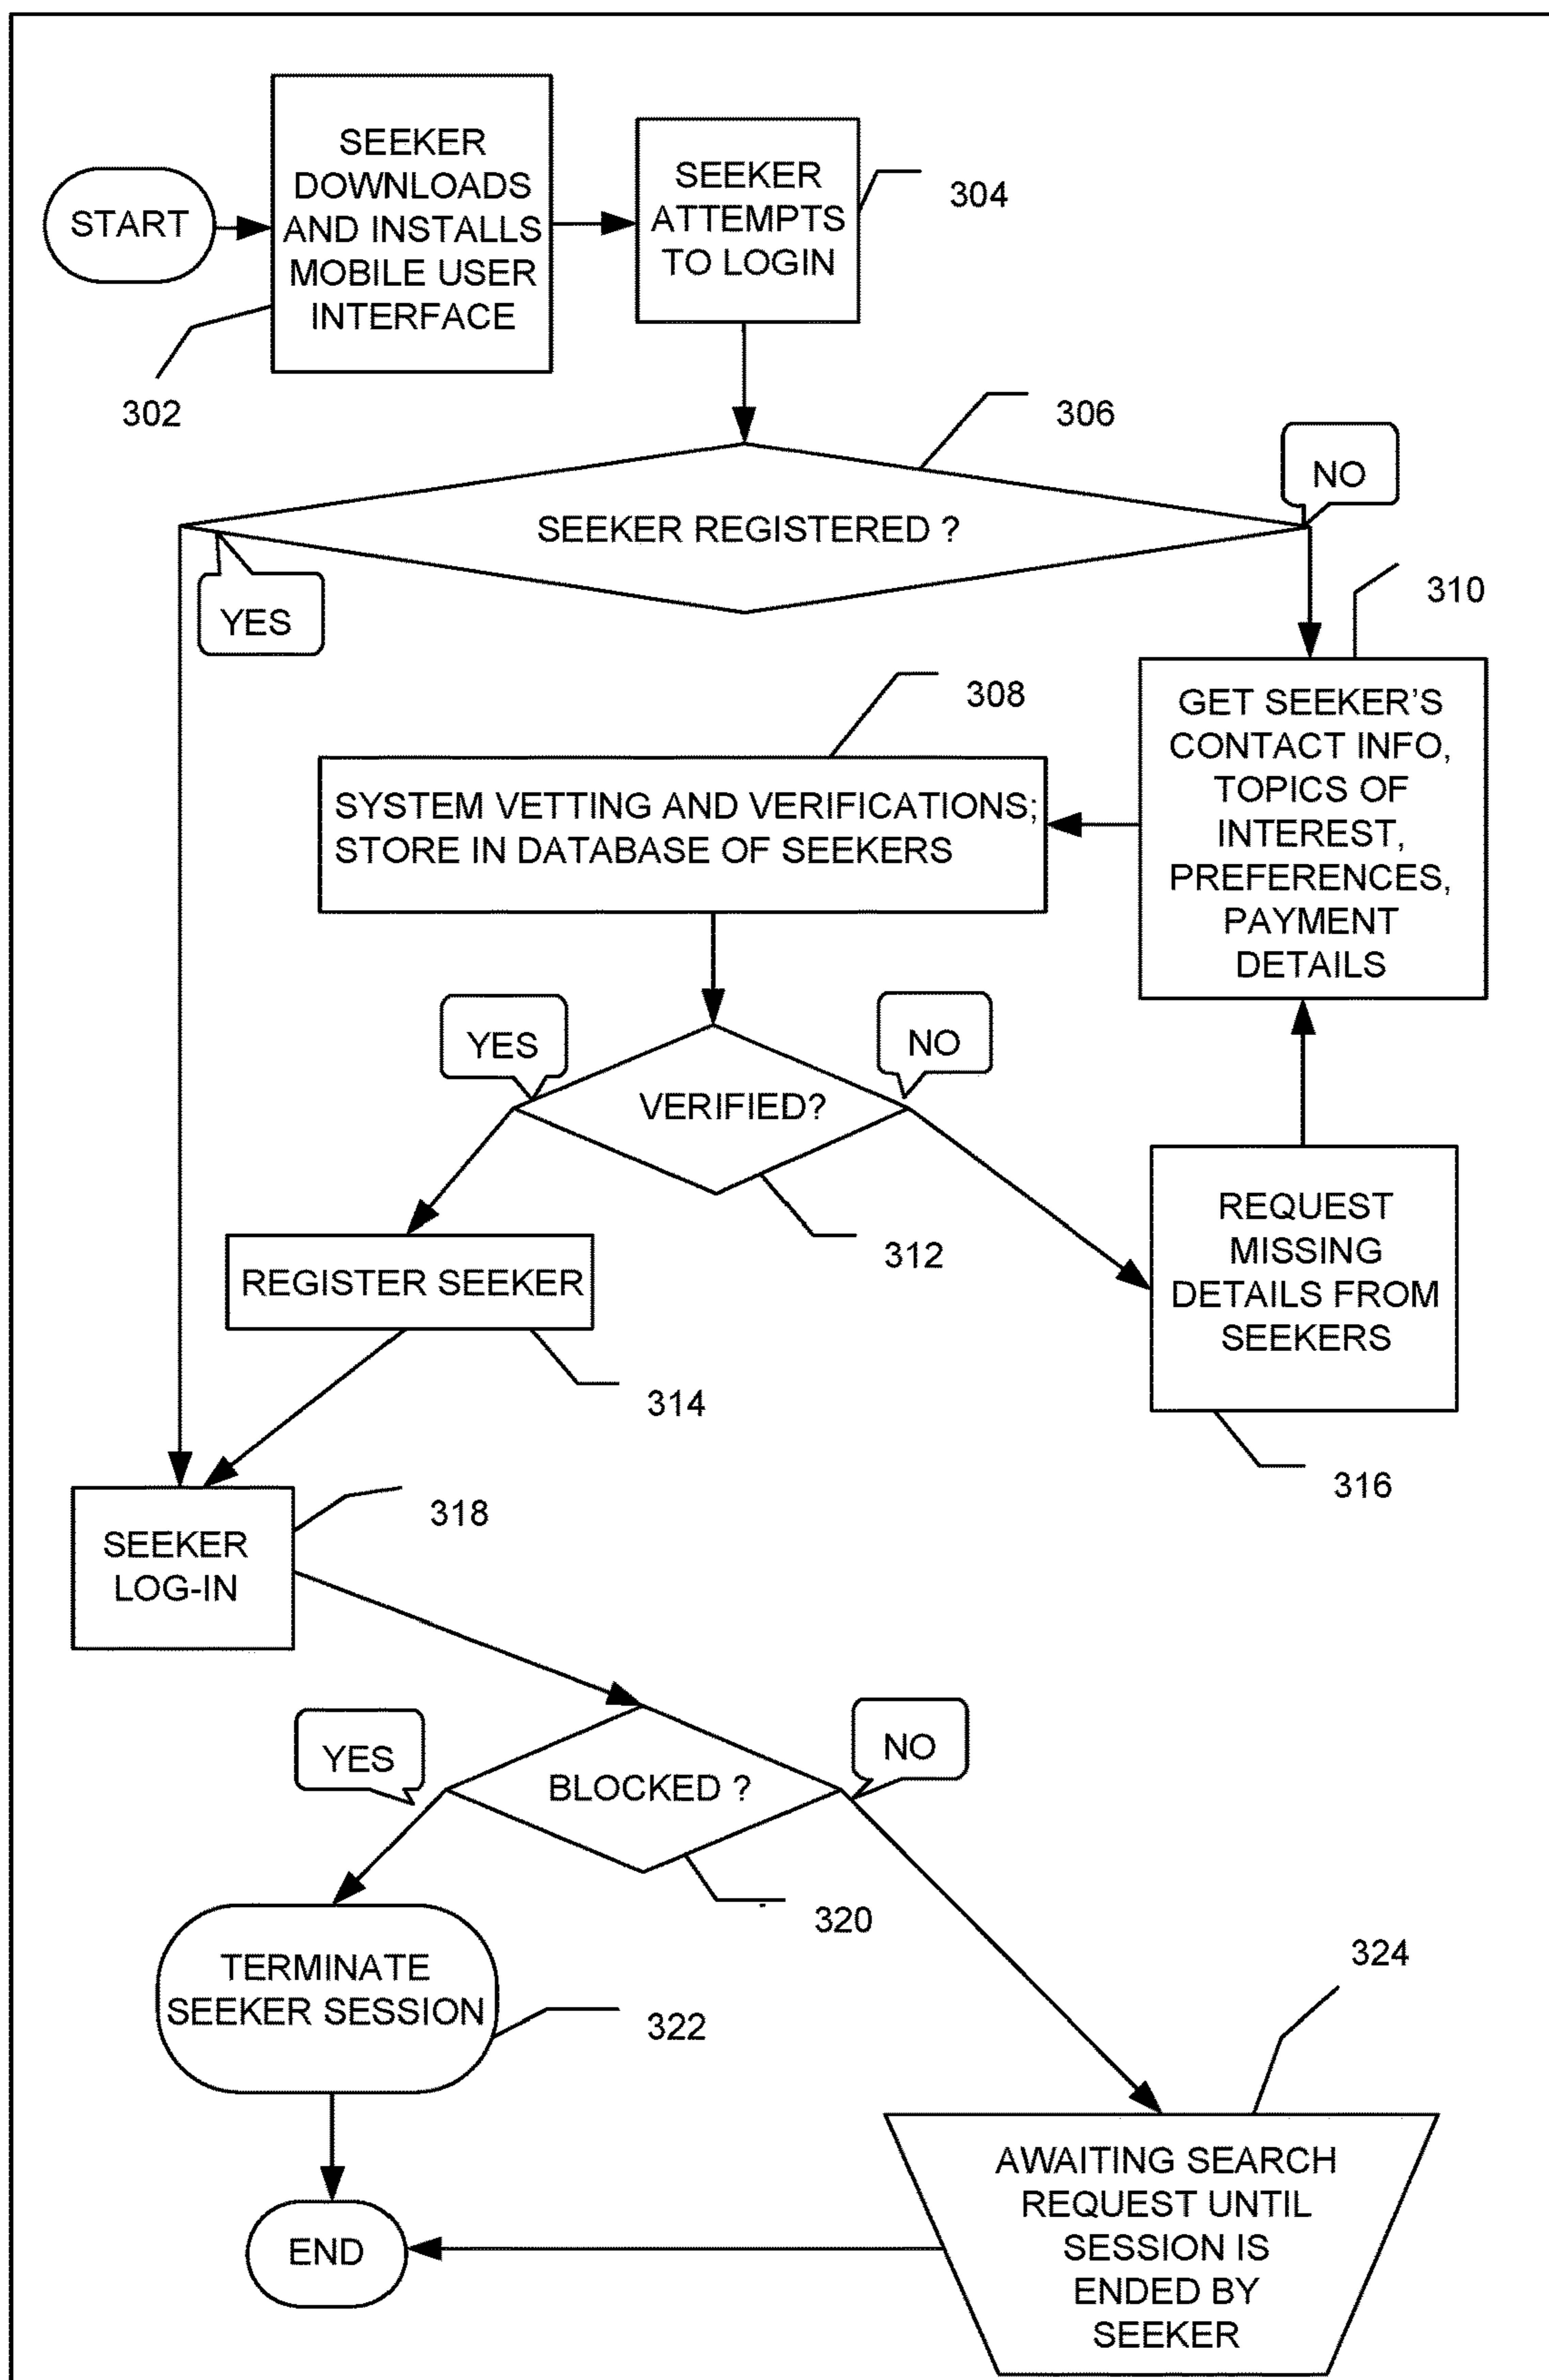 START
SEEKER
DOWNLOADS
AND INSTALLS
MOBILE USER
INTERFACE
302
SEEKER
ATTEMPTS
TO LOGIN
304
306
SEEKER REGISTERED ?
NO
YES
310
GET SEEKER'S
CONTACT INFO,
TOPICS OF
INTEREST,
PREFERENCES,
PAYMENT
DETAILS
308
SYSTEM VETTING AND VERIFICATIONS;
STORE IN DATABASE OF SEEKERS
YES
NO
VERIFIED?
312
REGISTER SEEKER
314
REQUEST
MISSING
DETAILS FROM
SEEKERS
316
SEEKER
LOG-IN
318
YES
NO
BLOCKED ?
320
TERMINATE
SEEKER SESSION
322
324
AWAITING SEARCH
REQUEST UNTIL
SESSION IS
ENDED BY
SEEKER
END